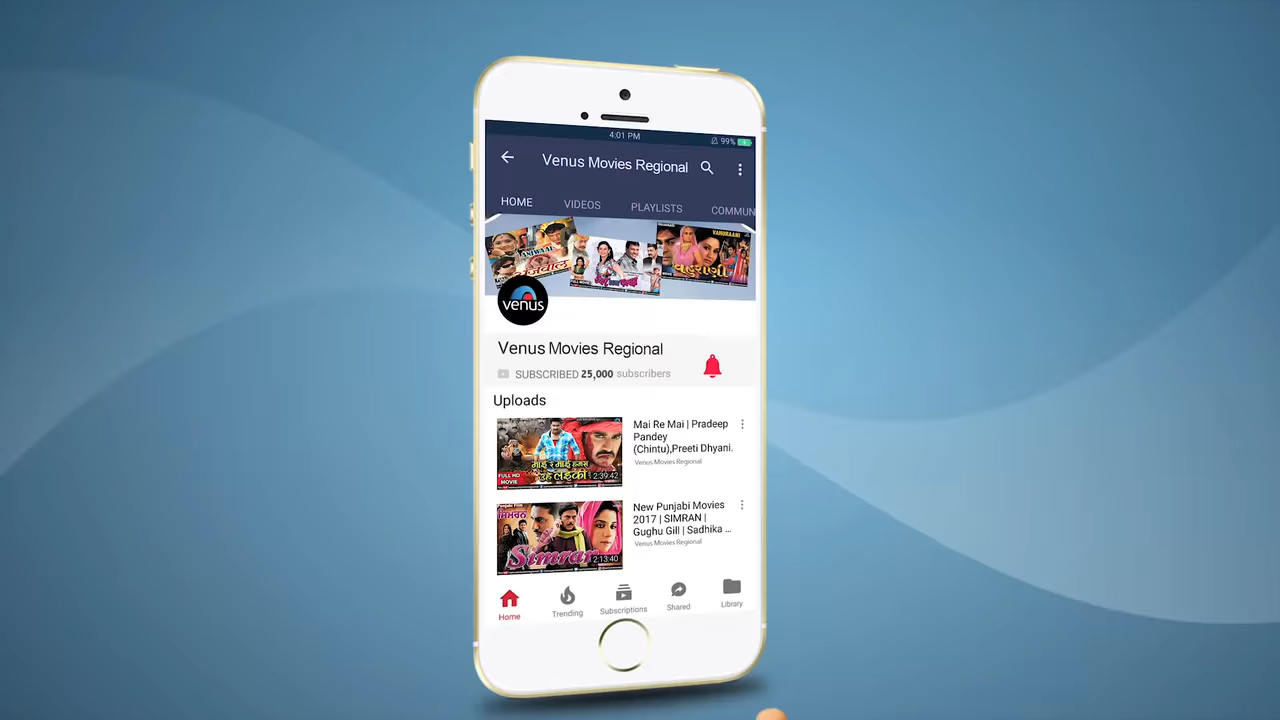 4:01 PM
99%
Venus Movies Regional
HOME VIDEOS PLAYLISTS COMMUN
venus
Venus Movies Regional
SUBSCRIBED 25,000 subscribers
Uploads
Mai Re Mai | Pradeep
Pandey
(Chintu),Preeti Dhyani.
Venus Movies Regional
FULL HD
MOVIE
2:39:42
New Punjabi Movies
2017 | SIMRAN |
Gughu Gill | Sadhika ...
Venus Movies Regional
Punjabi Film
ਸਿਮਰਨ
Simran
2:13:40
Home Trending Subscriptions Shared Library